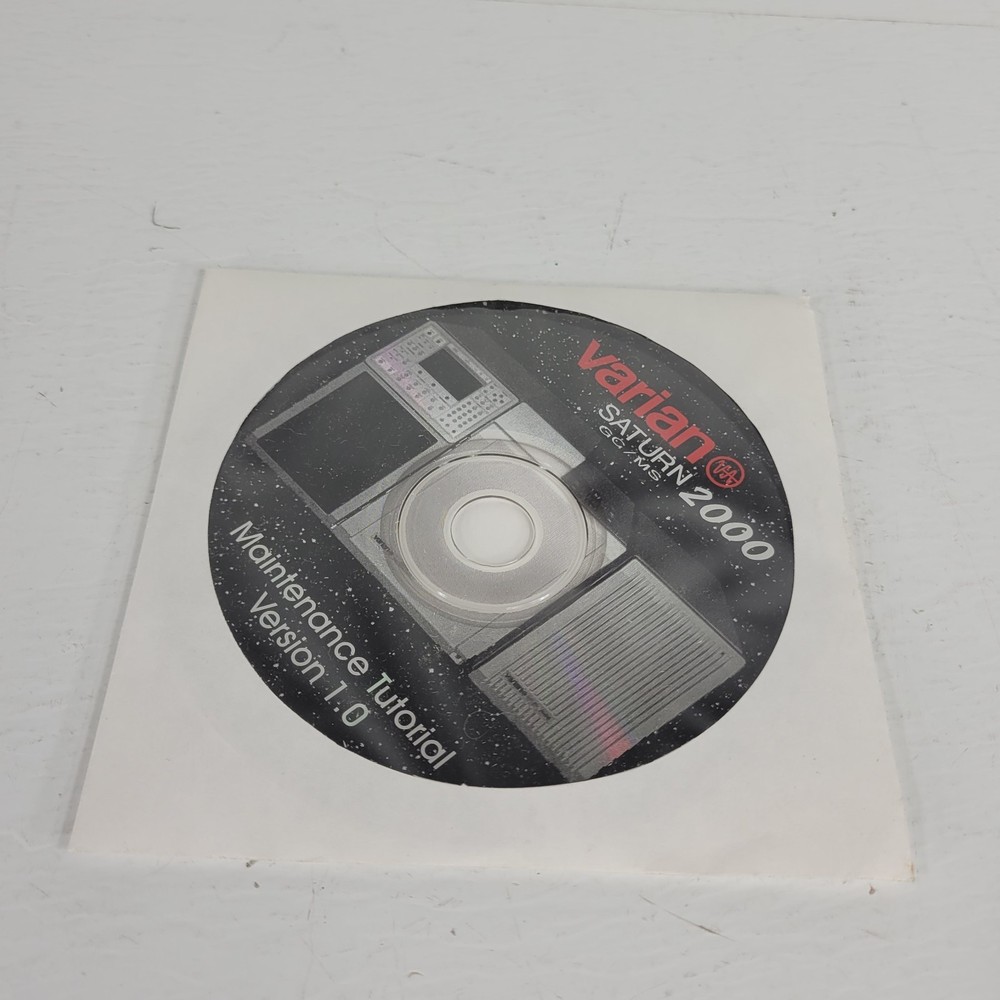 varian
SATURN 2000
GC/MS
Maintenance Tutorial
Version 1.0